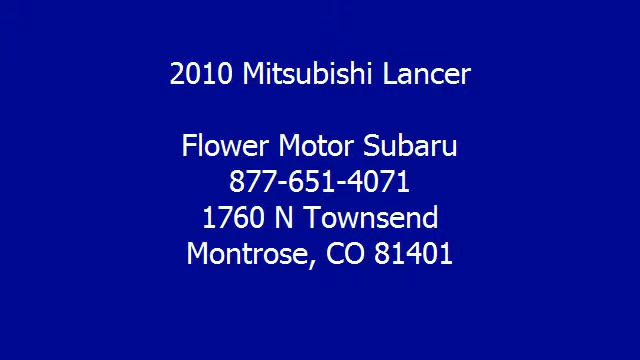 2010 Mitsubishi Lancer
Flower Motor Subaru
877-651-4071
1760 N Townsend
Montrose, CO 81401